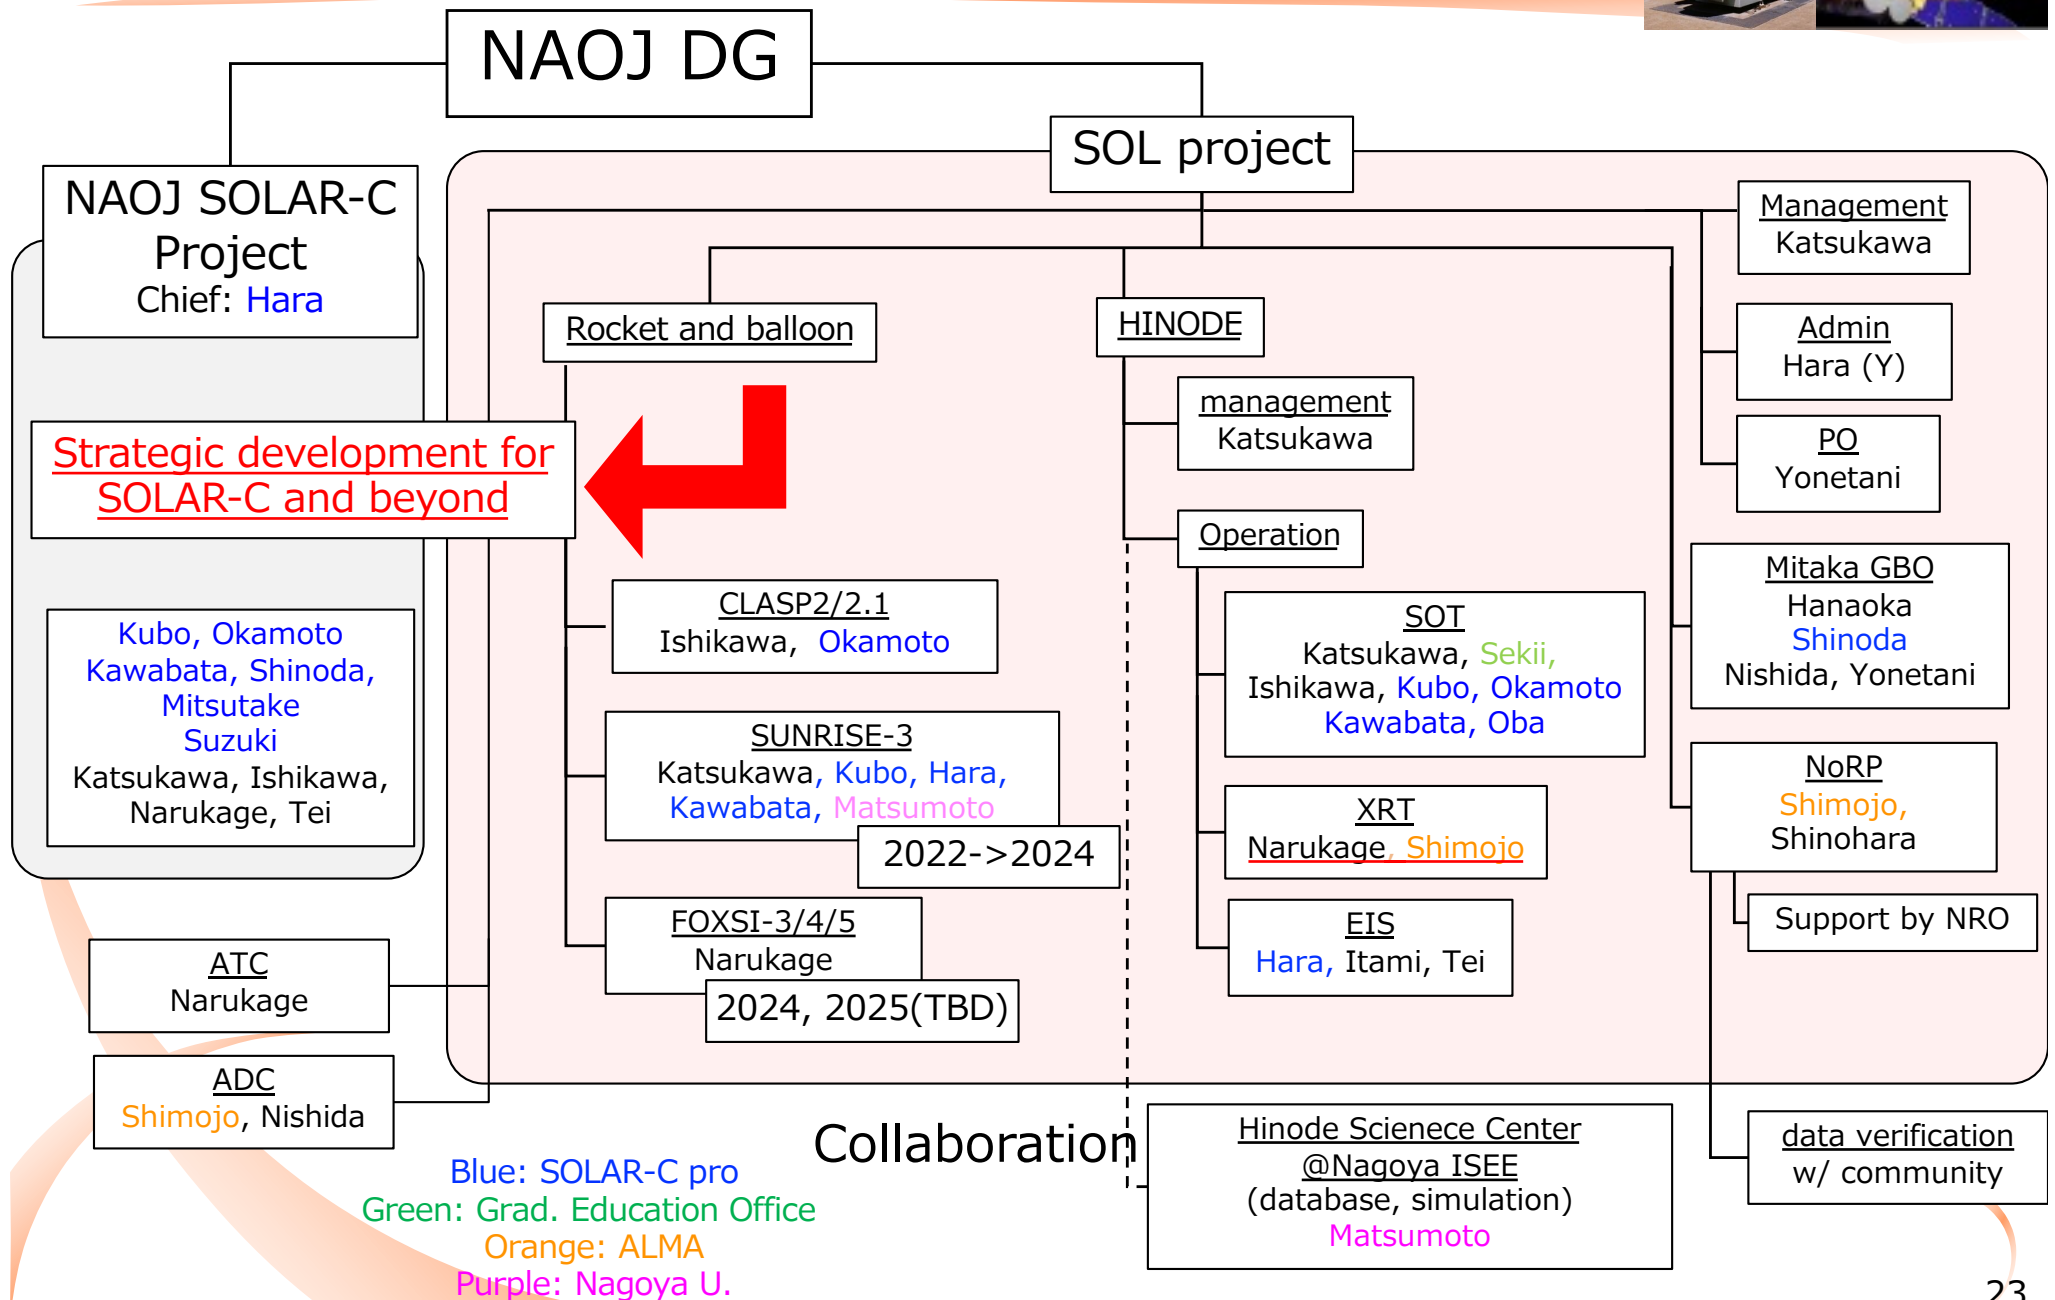 NAOJ DG
SOL project
NAOJ SOLAR-C
Project
Chief: Hara
Strategic development for
SOLAR-C and beyond
Kubo, Okamoto
Kawabata, Shinoda,
Mitsutake
Suzuki
Katsukawa, Ishikawa,
Narukage, Tei
ATC
Narukage
ADC
Shimojo, Nishida
Rocket and balloon
CLASP2/2.1
Ishikawa, Okamoto
SUNRISE-3
Katsukawa, Kubo, Hara,
Kawabata, Matsumoto
2022->2024
FOXSI-3/4/5
Narukage
2024, 2025(TBD)
HINODE
management
Katsukawa
Operation
SOT
Katsukawa, Sekii,
Ishikawa, Kubo, Okamoto
Kawabata, Oba
XRT
Narukage, Shimojo
EIS
Hara, Itami, Tei
Management
Katsukawa
Admin
Hara (Y)
PO
Yonetani
Mitaka GBO
Hanaoka
Shinoda
Nishida, Yonetani
NoRP
Shimojo,
Shinohara
Support by NRO
data verification
w/ community
Collaboration
Hinode Scienece Center
@Nagoya ISEE
(database, simulation)
Matsumoto
Blue: SOLAR-C pro
Green: Grad. Education Office
Orange: ALMA
Purple: Nagoya U.
23